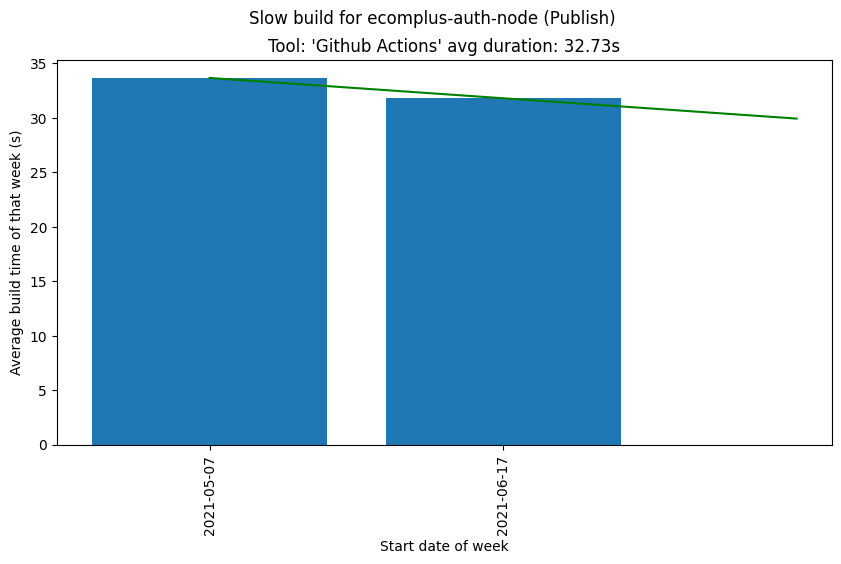 Slow build for ecomplus-auth-node (Publish)
Tool: 'Github Actions' avg duration: 32.73s
Average build time of that week (s)
35
30
25
20
15
10
5
0
2021-05-07
2021-06-17
Start date of week